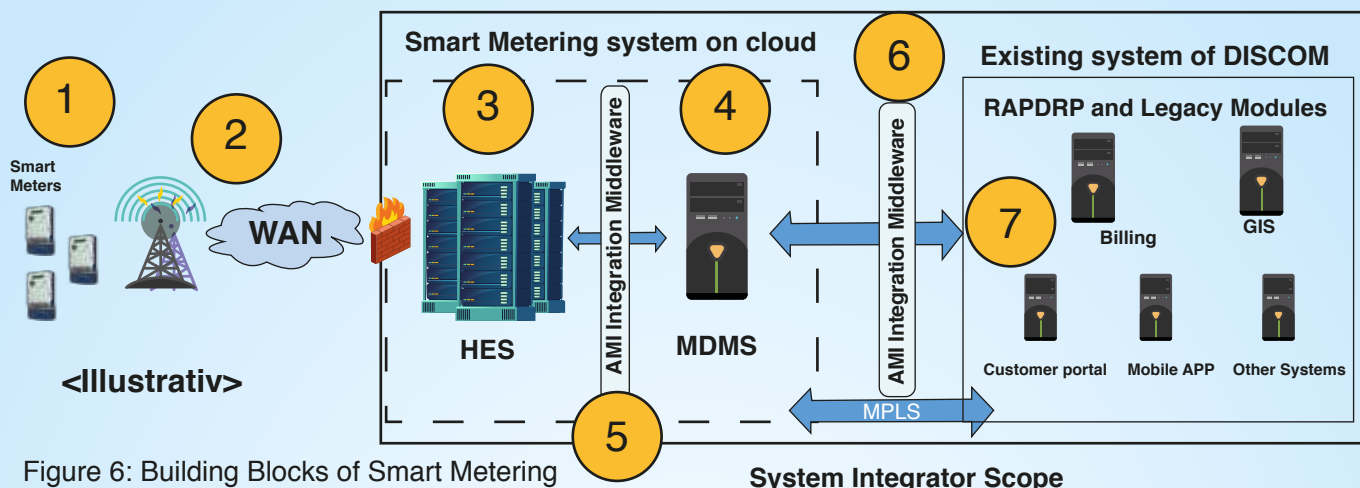 1
Smart
Meters
2
WAN
<Illustrativ>
Smart Metering system on cloud
3
HES
AMI Integration Middleware
5
4
MDMS
6
AMI Integration Middleware
MPLS
Existing system of DISCOM
RAPDRP and Legacy Modules
7
Billing
GIS
Customer portal
Mobile APP
Other Systems
Figure 6: Building Blocks of Smart Metering
System Integrator Scope